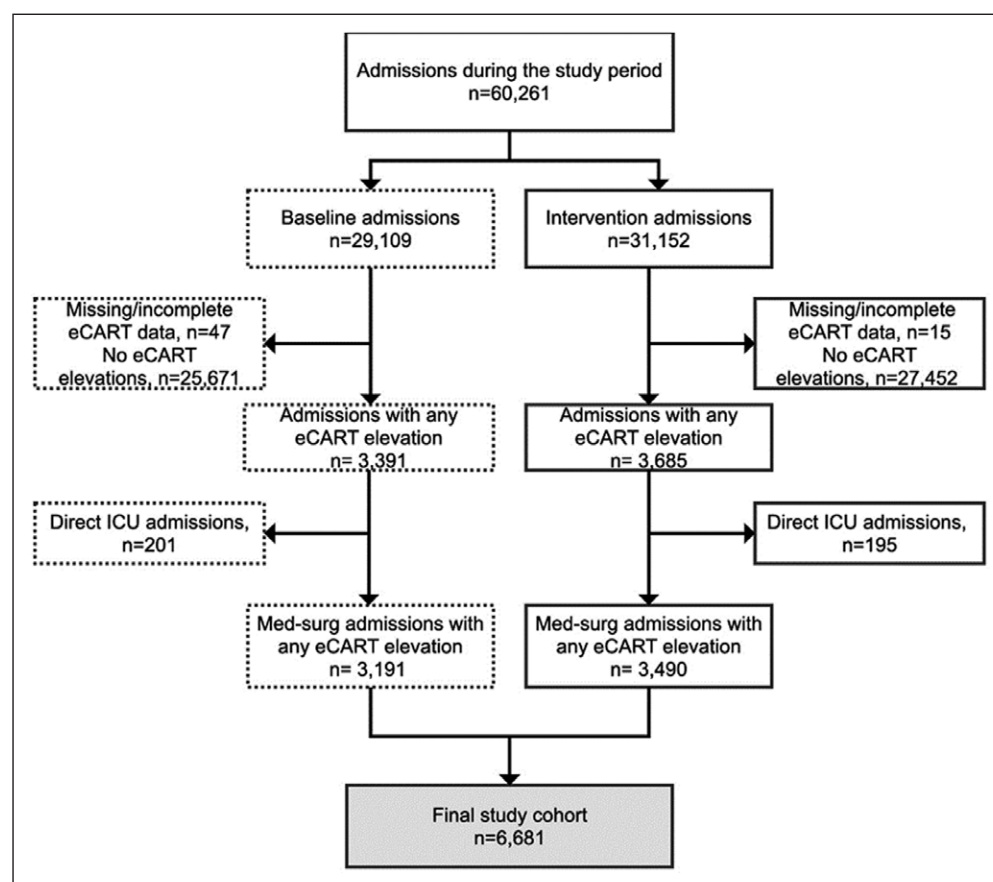 Admissions during the study period
n=60,261
Baseline admissions
n=29,109
Intervention admissions
n=31,152
Missing/incomplete
eCART data, n=47
No eCART
elevations, n=25,671
Missing/incomplete
eCART data, n=15
No eCART
elevations, n=27,452
Admissions with any
eCART elevation
n= 3,391
Admissions with any
eCART elevation
n= 3,685
Direct ICU admissions,
n=201
Direct ICU admissions,
n=195
Med-surg admissions with
any eCART elevation
n= 3,191
Med-surg admissions with
any eCART elevation
n= 3,490
Final study cohort
n=6,681